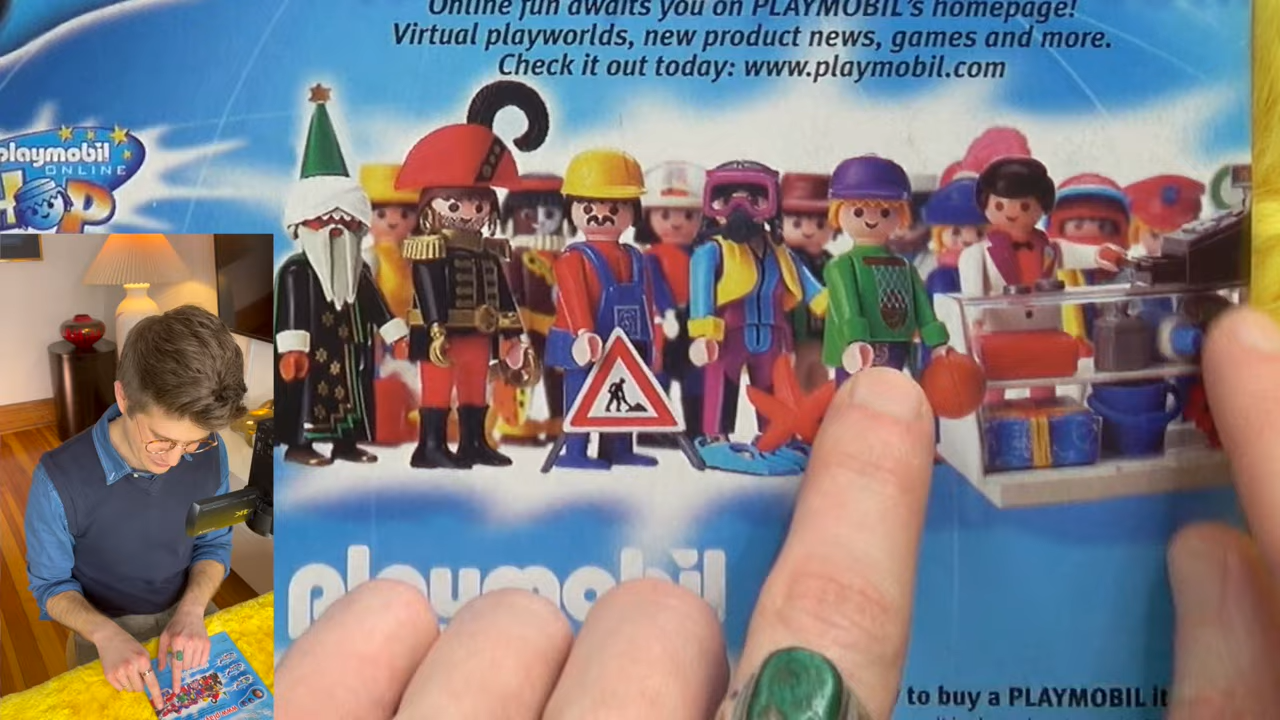 Online fun awaits you on PLAYMOBIL's homepage!
Virtual playworlds, new product news, games and more.
Check it out today: www.playmobil.com
playmobil
ONLINE
playmobil
to buy a PLAYMOBIL